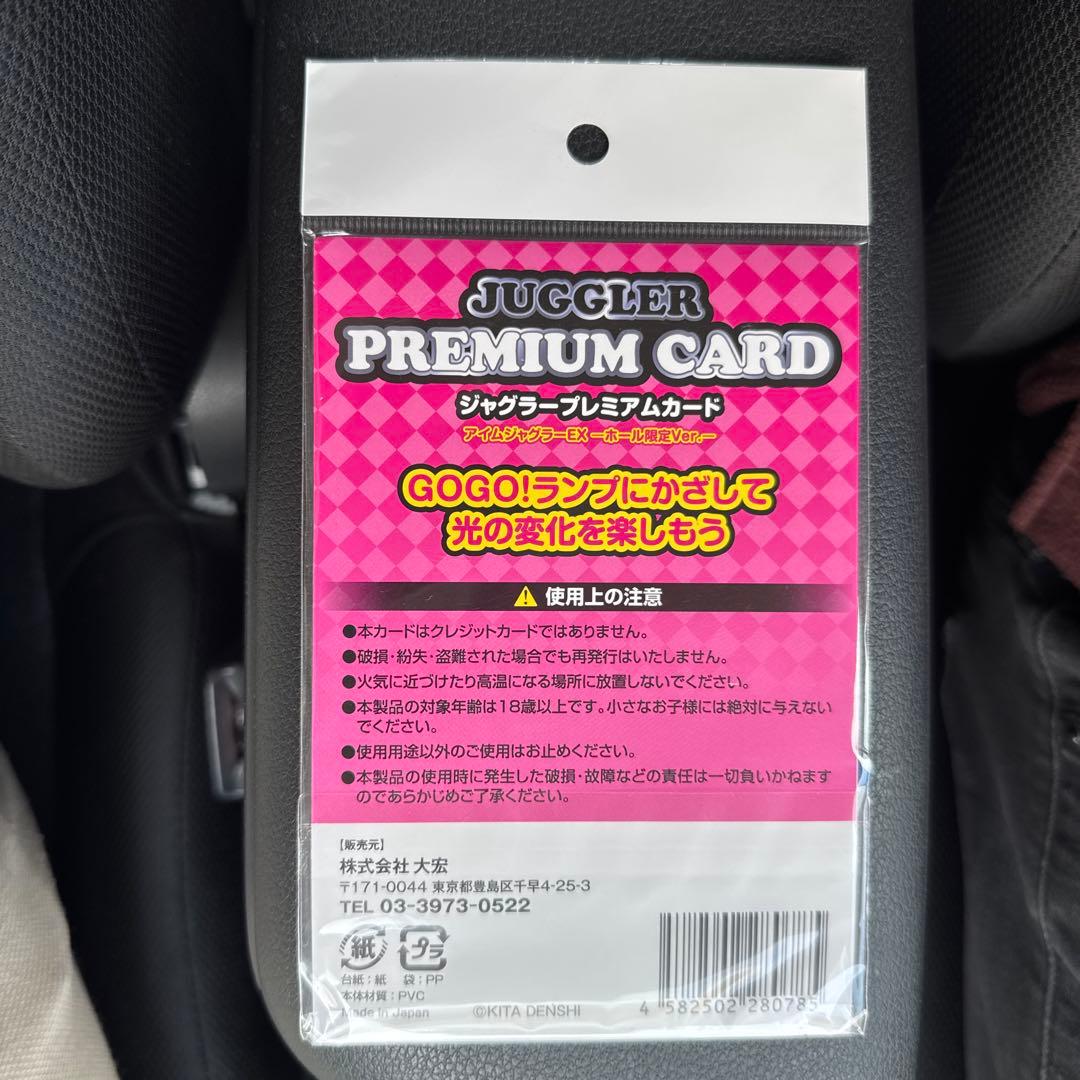 JUGGLER
PREMIUM CARD
ジャグラープレミアムカード
アイムジャグラーEX ーホール限定Ver.ー
GOGO!ランプにかざして
光の変化を楽しもう
使用上の注意
●本カードはクレジットカードではありません。
●破損・紛失・盗難された場合でも再発行はいたしません。
●火気に近づけたり高温になる場所に放置しないでください。
●本製品の対象年齢は18歳以上です。小さなお子様には絶対に与えない
でください。
●使用用途以外のご使用はお止めください。
●本製品の使用時に発生した破損・故障などの責任は一切負いかねます
のであらかじめご了承ください。
【販売元】
株式会社 大宏
〒171-0044 東京都豊島区千早4-25-3
TEL 03-3973-0522
紙 プラ
台紙：紙 袋：PP
本体材質：PVC
Made In Japan ©KITA DENSHI 4 582502 280785